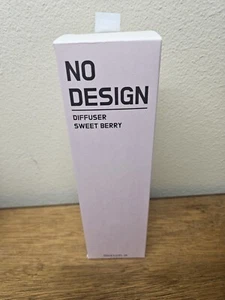 NO
DESIGN
DIFFUSER
SWEET BERRY